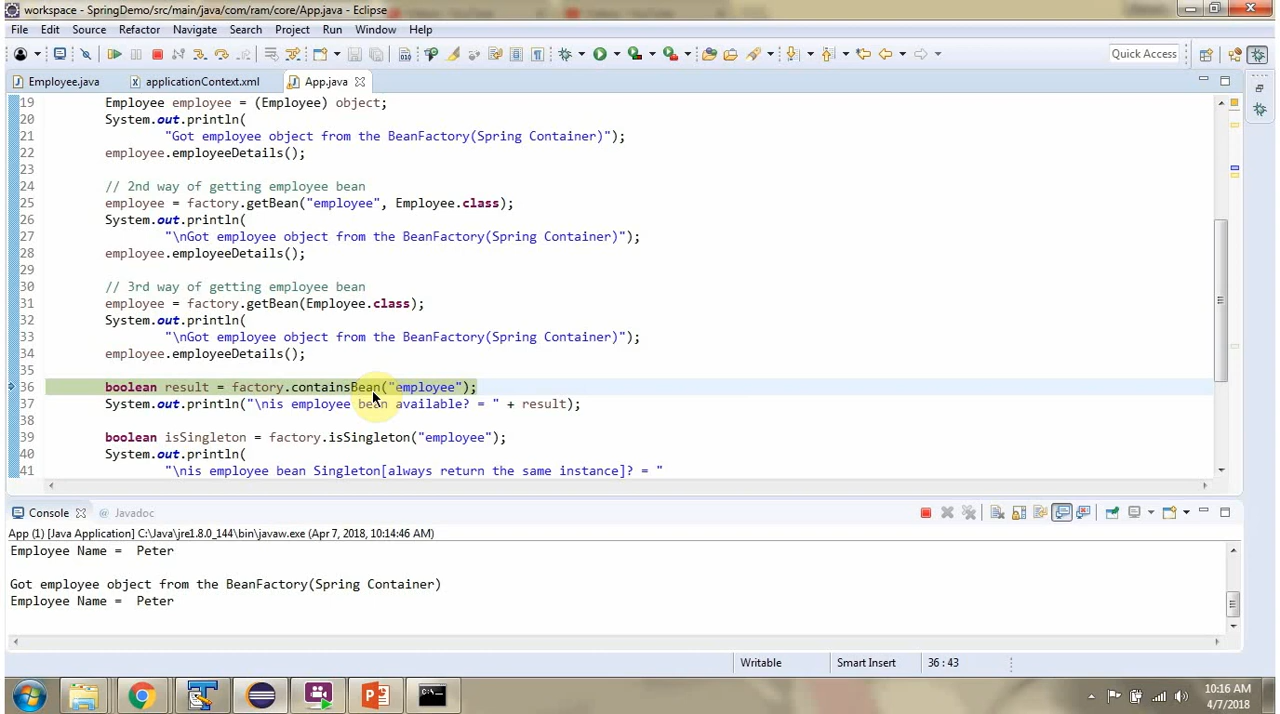 workspace - SpringDemo/src/main/java/com/ram/core/App.java - Eclipse
File Edit Source Refactor Navigate Search Project Run Window Help
Quick Access
Employee.java applicationContext.xml App.java
19 Employee employee = (Employee) object;
20 System.out.println(
21 "Got employee object from the BeanFactory(Spring Container)");
22 employee.employeeDetails();
23
24 // 2nd way of getting employee bean
25 employee = factory.getBean("employee", Employee.class);
26 System.out.println(
27 "\nGot employee object from the BeanFactory(Spring Container)");
28 employee.employeeDetails();
29
30 // 3rd way of getting employee bean
31 employee = factory.getBean(Employee.class);
32 System.out.println(
33 "\nGot employee object from the BeanFactory(Spring Container)");
34 employee.employeeDetails();
35
36 boolean result = factory.containsBean("employee");
37 System.out.println("\nis employee bean available? = " + result);
38
39 boolean isSingleton = factory.isSingleton("employee");
40 System.out.println(
41 "\nis employee bean Singleton[always return the same instance]? = "
Console Javadoc
App (1) [Java Application] C:\Java\jre1.8.0_144\bin\javaw.exe (Apr 7, 2018, 10:14:46 AM)
Employee Name = Peter
Got employee object from the BeanFactory(Spring Container)
Employee Name = Peter
Writable Smart Insert 36 : 43
10:16 AM
4/7/2018